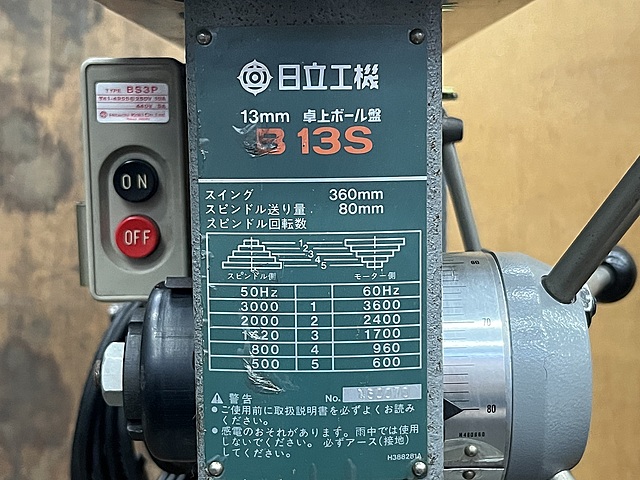 日立工機
13mm 卓上ボール盤
B 13S
スイング 360mm
スピンドル送り量 80mm
スピンドル回転数
1 2 3 4 5
スピンドル側 モーター側
50Hz 60Hz
3000 1 3600
2000 2 2400
1420 3 1700
800 4 960
500 5 600
⚠ 警告 No.
●ご使用前に取扱説明書を必ずよくお読み
ください。
●感電のおそれがあります。雨中では使用
しないでください。必ずアース(接地)
してください。
H388281A
TYPE BS3P
ON
OFF
80
70
80